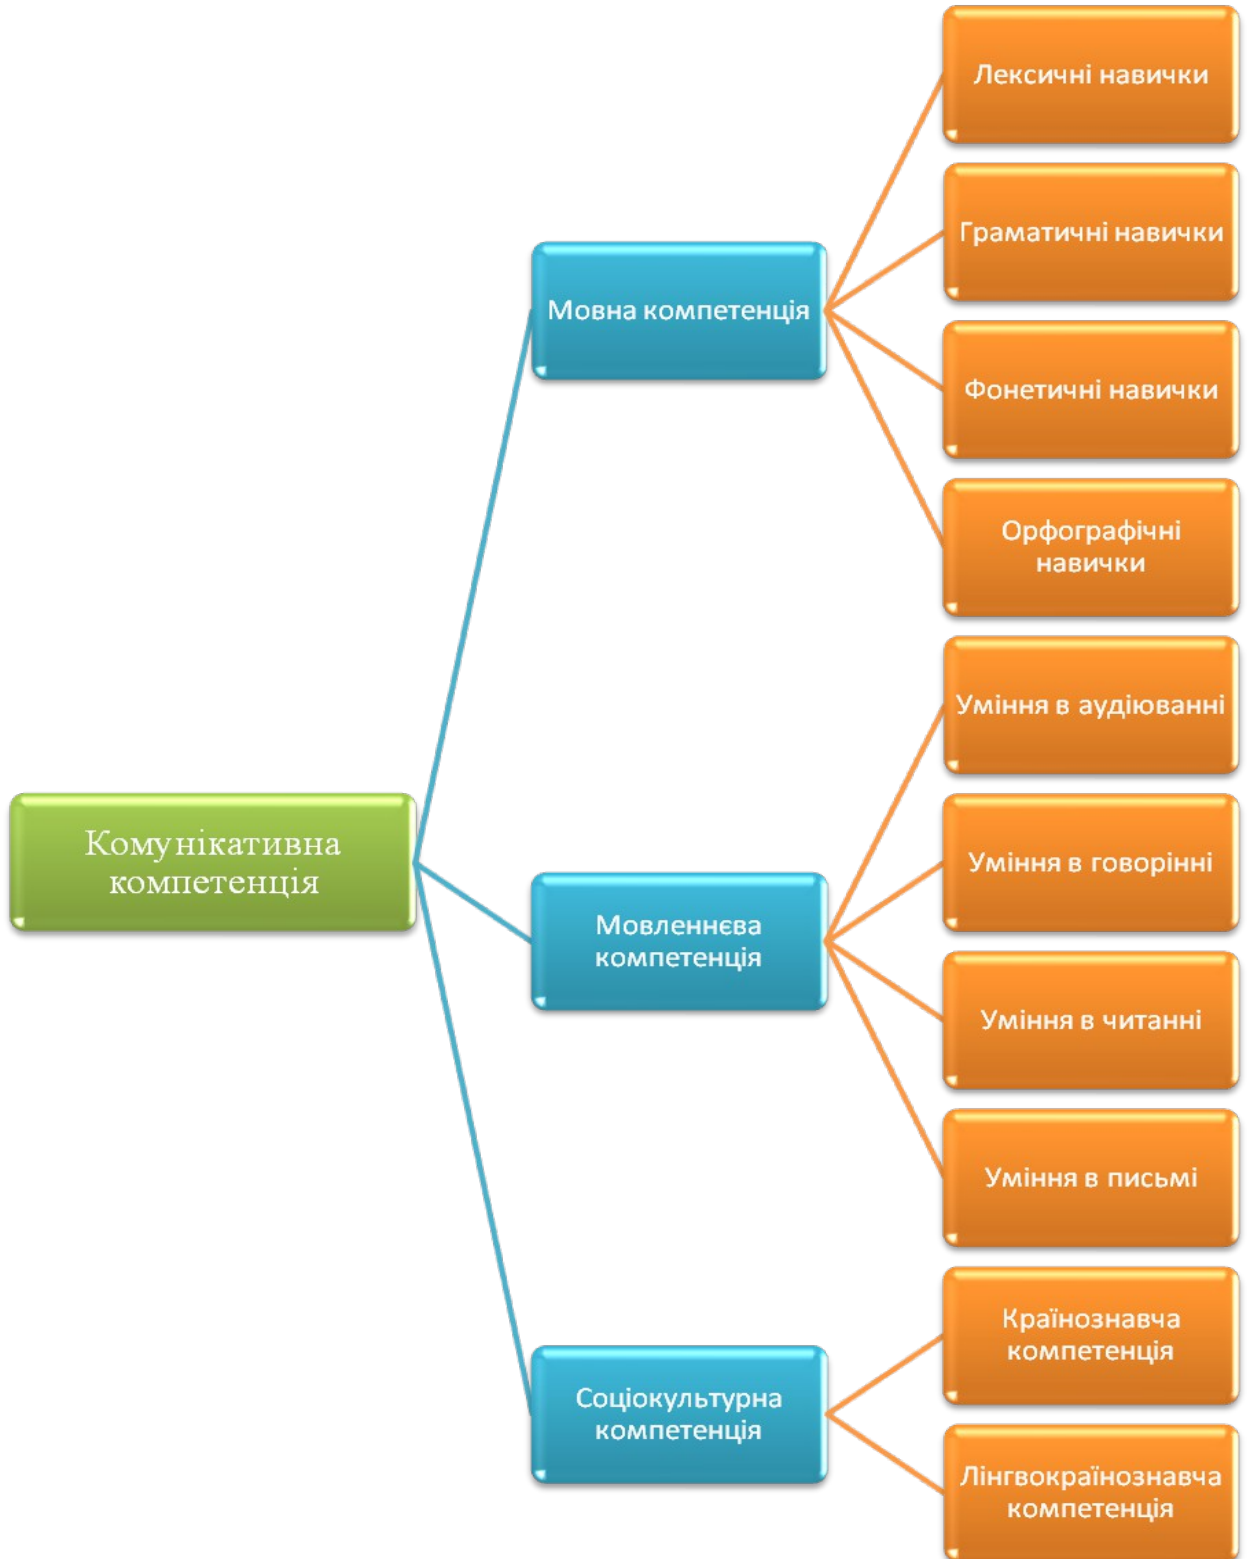 Лексичні навички
Граматичні навички
Мовна компетенція
Фонетичні навички
Орфографічні
навички
Уміння в аудіюванні
Комунікативна
компетенція
Уміння в говорінні
Мовленнєва
компетенція
Уміння в читанні
Уміння в письмі
Країнознавча
компетенція
Соціокультурна
компетенція
Лінгвокраїнознавча
компетенція